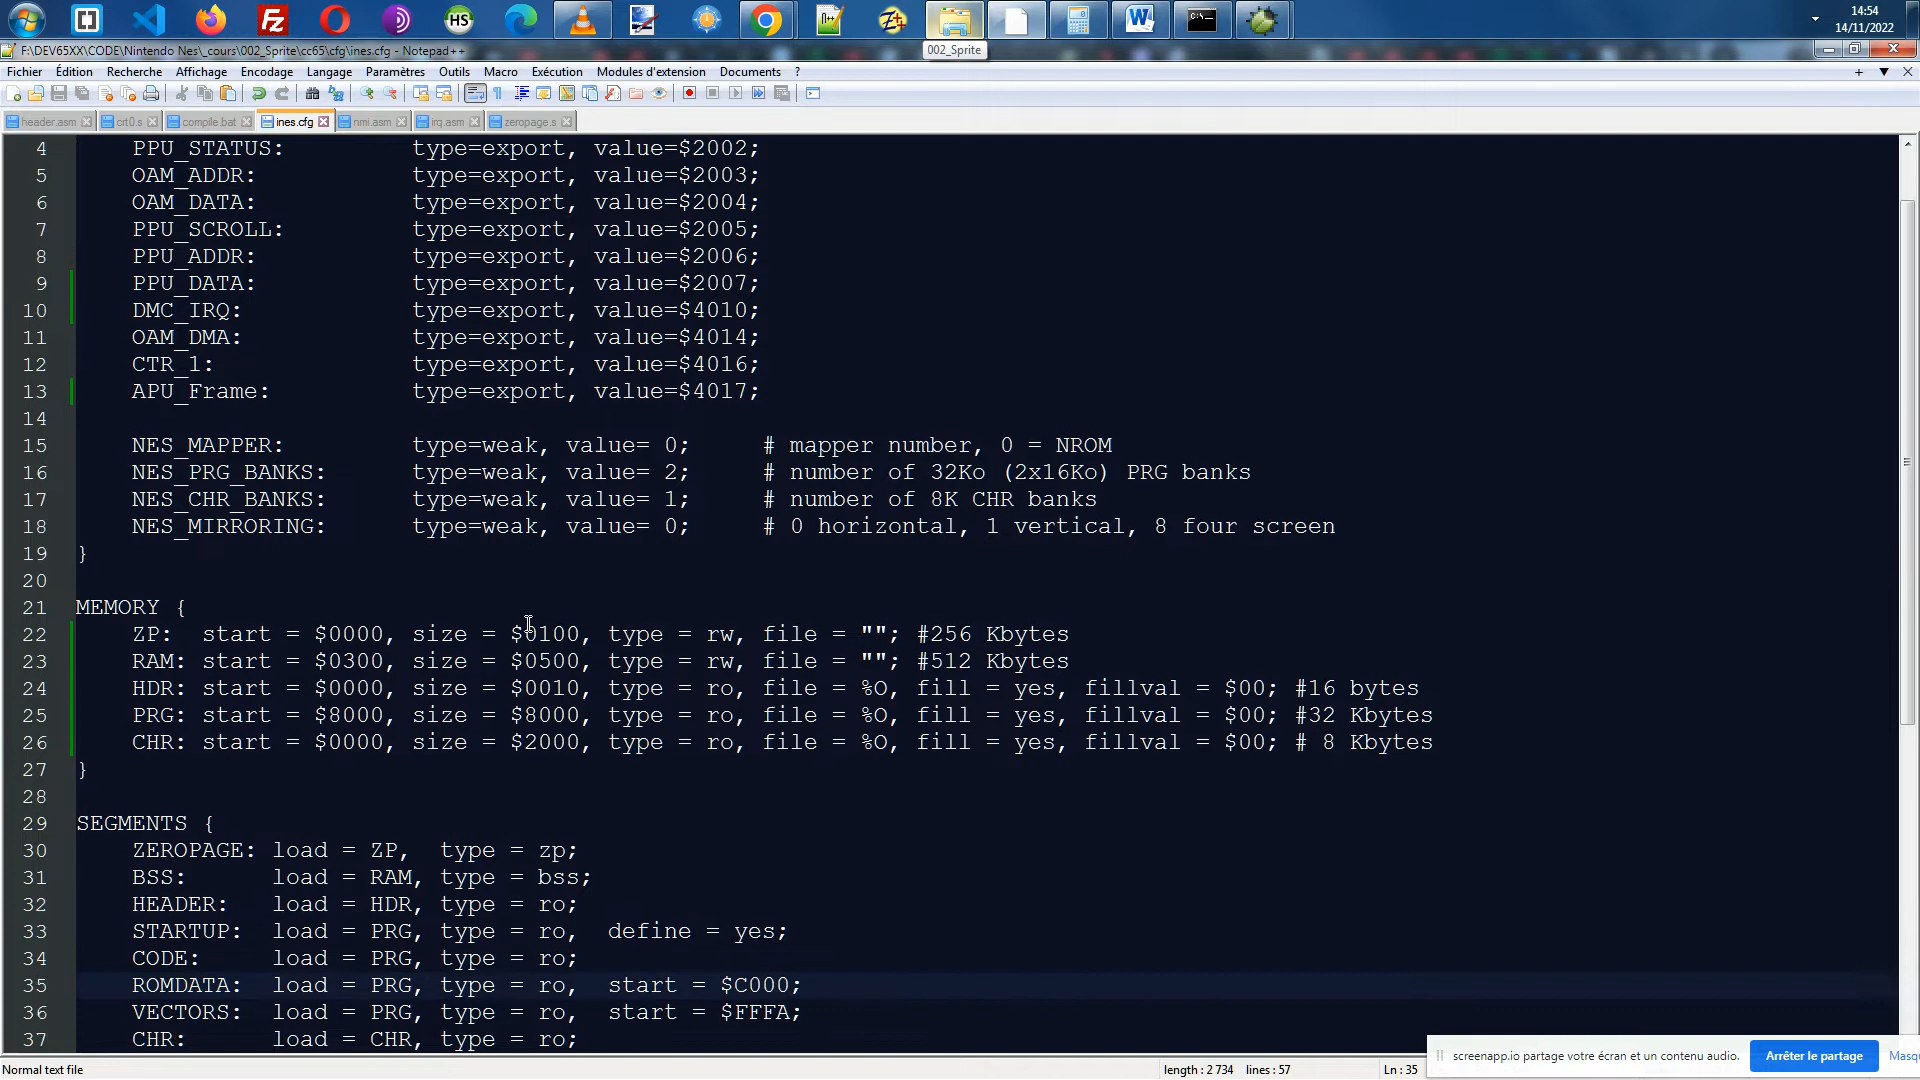 14:54
14/11/2022
F:\DEV65XX\CODE\Nintendo Nes\_cours\002_Sprite\cc65\cfg\ines.cfg - Notepad++
002_Sprite
Fichier Édition Recherche Affichage Encodage Langage Paramètres Outils Macro Exécution Modules d'extension Documents ?
header.asm crt0.s compile.bat ines.cfg nmi.asm irq.asm zeropage.s
4 PPU_STATUS: type=export, value=$2002;
5 OAM_ADDR: type=export, value=$2003;
6 OAM_DATA: type=export, value=$2004;
7 PPU_SCROLL: type=export, value=$2005;
8 PPU_ADDR: type=export, value=$2006;
9 PPU_DATA: type=export, value=$2007;
10 DMC_IRQ: type=export, value=$4010;
11 OAM_DMA: type=export, value=$4014;
12 CTR_1: type=export, value=$4016;
13 APU_Frame: type=export, value=$4017;
14
15 NES_MAPPER: type=weak, value= 0; # mapper number, 0 = NROM
16 NES_PRG_BANKS: type=weak, value= 2; # number of 32Ko (2x16Ko) PRG banks
17 NES_CHR_BANKS: type=weak, value= 1; # number of 8K CHR banks
18 NES_MIRRORING: type=weak, value= 0; # 0 horizontal, 1 vertical, 8 four screen
19 }
20
21 MEMORY {
22 ZP: start = $0000, size = $0100, type = rw, file = ""; #256 Kbytes
23 RAM: start = $0300, size = $0500, type = rw, file = ""; #512 Kbytes
24 HDR: start = $0000, size = $0010, type = ro, file = %O, fill = yes, fillval = $00; #16 bytes
25 PRG: start = $8000, size = $8000, type = ro, file = %O, fill = yes, fillval = $00; #32 Kbytes
26 CHR: start = $0000, size = $2000, type = ro, file = %O, fill = yes, fillval = $00; # 8 Kbytes
27 }
28
29 SEGMENTS {
30 ZEROPAGE: load = ZP, type = zp;
31 BSS: load = RAM, type = bss;
32 HEADER: load = HDR, type = ro;
33 STARTUP: load = PRG, type = ro, define = yes;
34 CODE: load = PRG, type = ro;
35 ROMDATA: load = PRG, type = ro, start = $C000;
36 VECTORS: load = PRG, type = ro, start = $FFFA;
37 CHR: load = CHR, type = ro;
screenapp.io partage votre écran et un contenu audio. Arrêter le partage Masq
Normal text file length : 2 734 lines : 57 Ln : 35